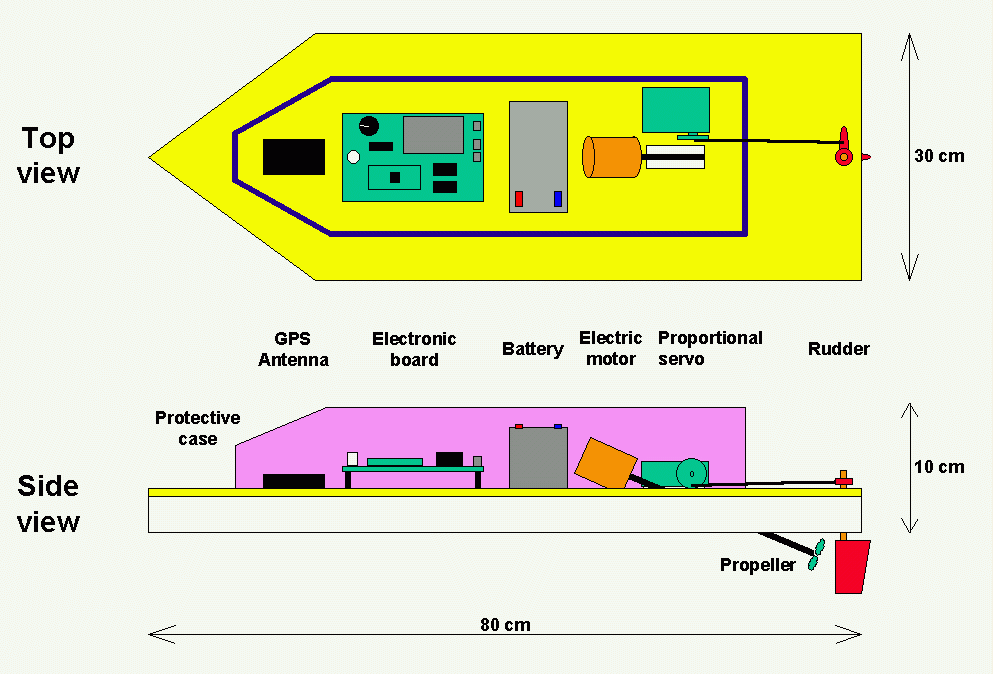 Top
view
30 cm
GPS
Antenna
Electronic
board
Battery
Electric
motor
Proportional
servo
Rudder
Protective
case
Side
view
10 cm
Propeller
80 cm